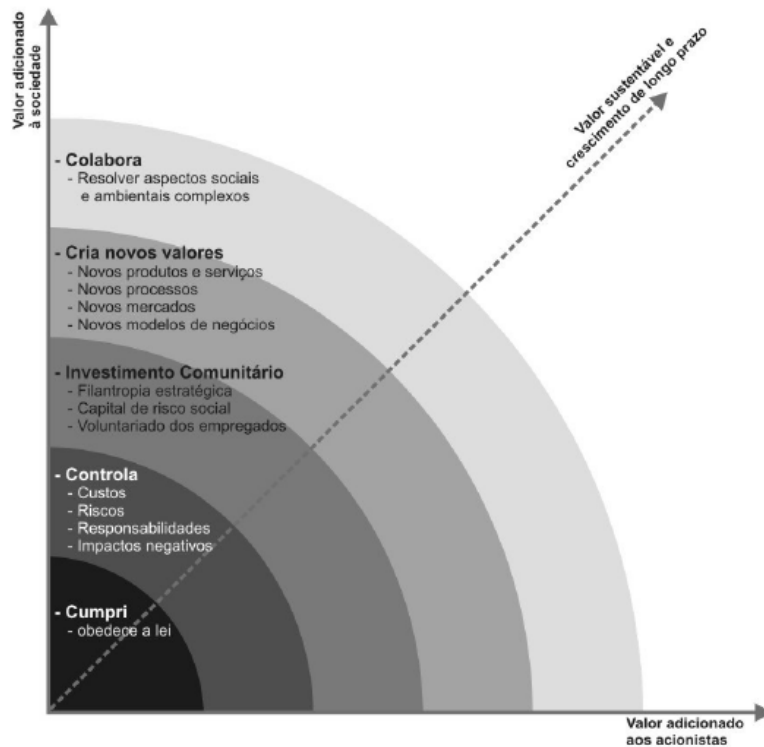 Valor adicionado
à sociedade
Valor sustentável e
crescimento de longo prazo
- Colabora
- Resolver aspectos sociais
e ambientais complexos
- Cria novos valores
- Novos produtos e serviços
- Novos processos
- Novos mercados
- Novos modelos de negócios
- Investimento Comunitário
- Filantropia estratégica
- Capital de risco social
- Voluntariado dos empregados
- Controla
- Custos
- Riscos
- Responsabilidades
- Impactos negativos
- Cumpri
- obedece a lei
Valor adicionado
aos acionistas